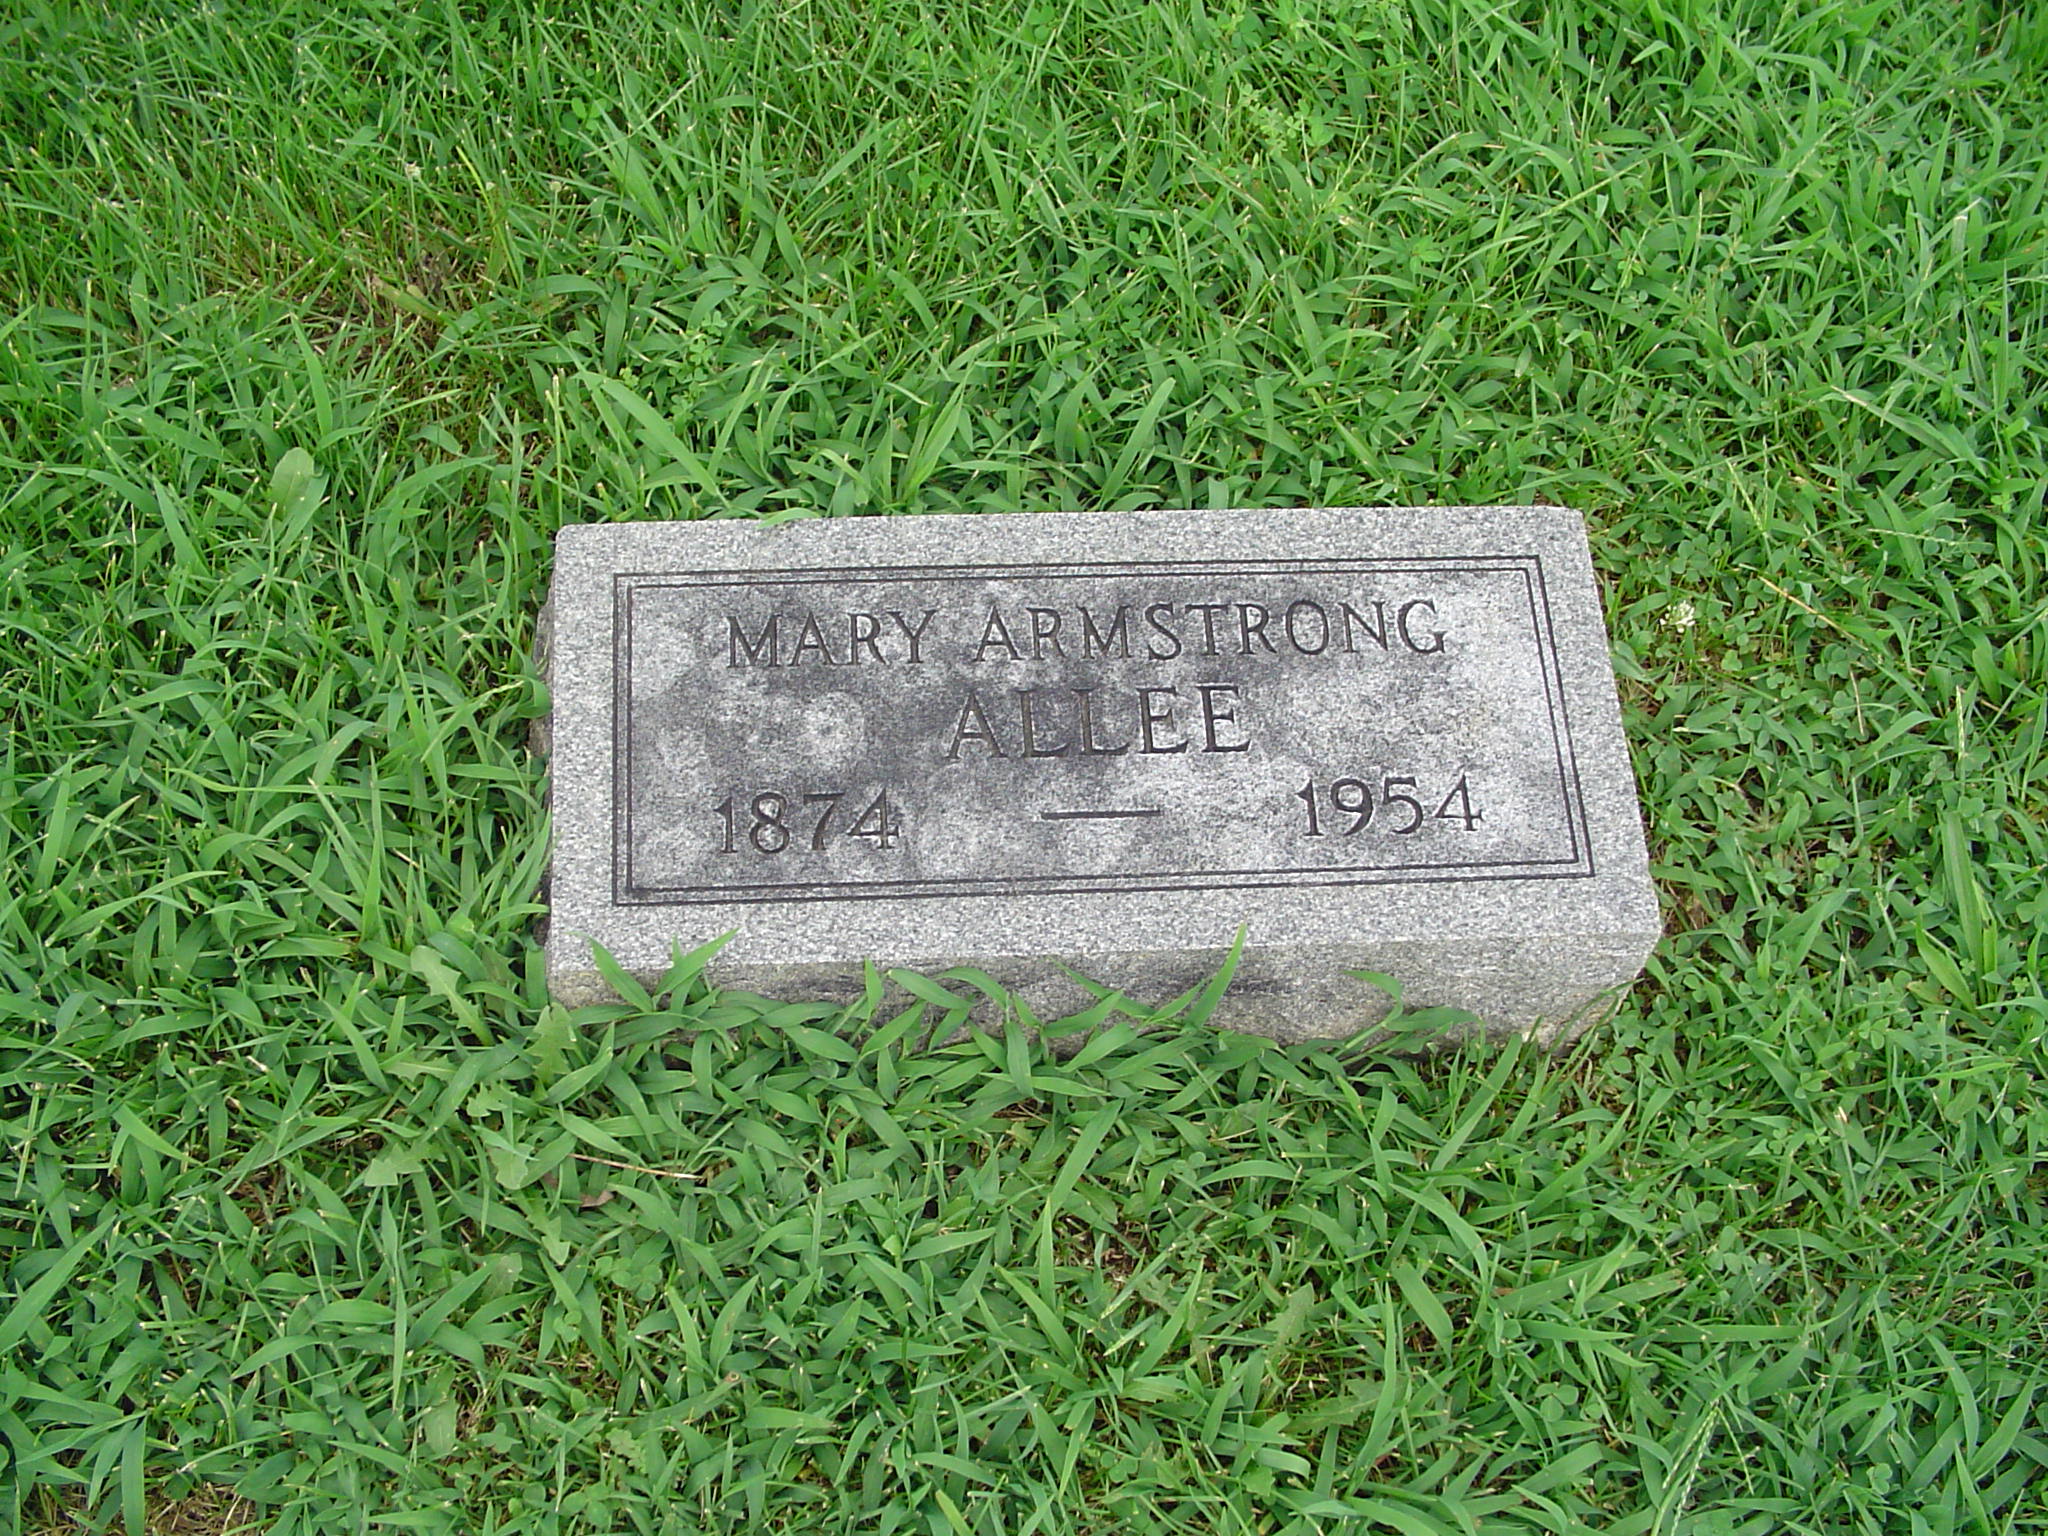 MARY ARMSTRONG
ALLEE
1874 — 1954